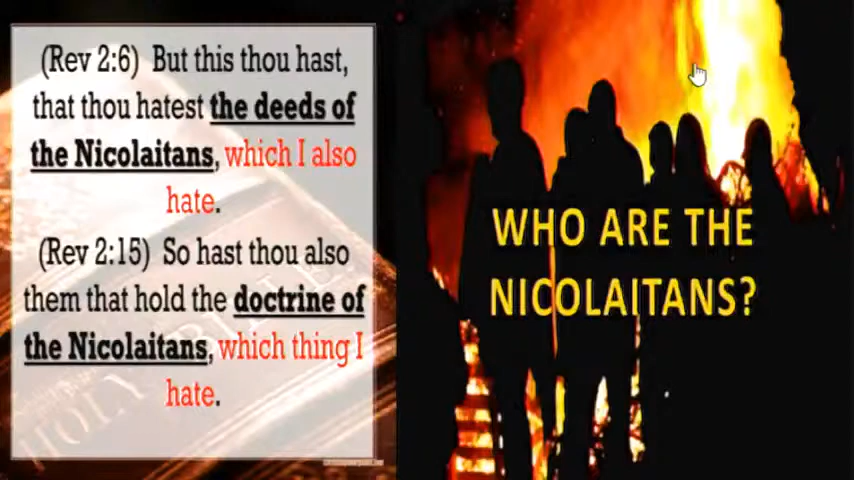 (Rev 2:6) But this thou hast,
that thou hatest the deeds of
the Nicolaitans, which I also
hate.
(Rev 2:15) So hast thou also
them that hold the doctrine of
the Nicolaitans, which thing I
hate.
HOLY BIBLE
WHO ARE THE
NICOLAITANS?